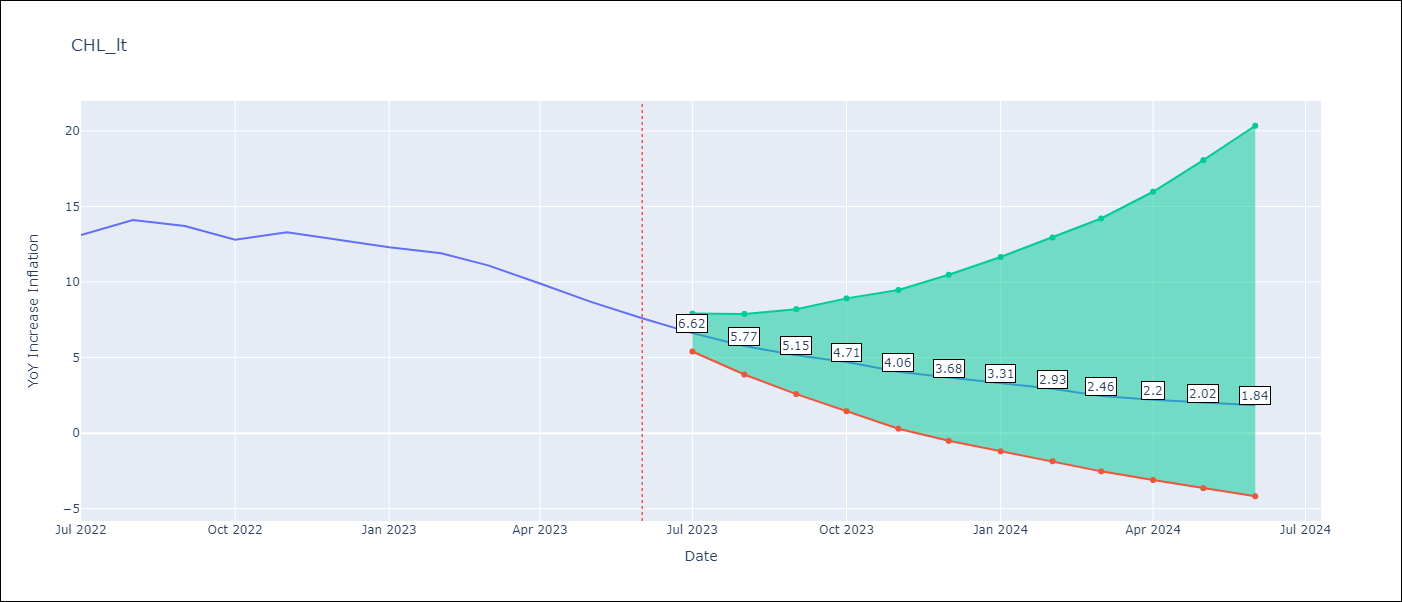 CHL_lt
YoY Increase Inflation
20
15
10
5
0
−5
6.62
5.77
5.15
4.71
4.06
3.68
3.31
2.93
2.46
2.2
2.02
1.84
Jul 2022
Oct 2022
Jan 2023
Apr 2023
Jul 2023
Oct 2023
Jan 2024
Apr 2024
Jul 2024
Date